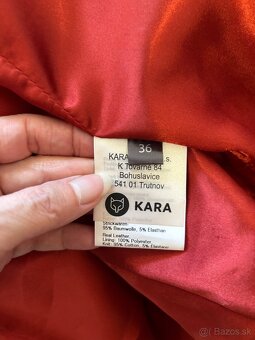 36
KARA
K Továrně 84
Bohuslavice
541 01 Trutnov
KARA
Strickwaren:
95% Baumwolle, 5% Elasthan
Real Leather.
Lining: 100% Polyester
Knit: 95% Cotton, 5% Elastan
bazos.sk